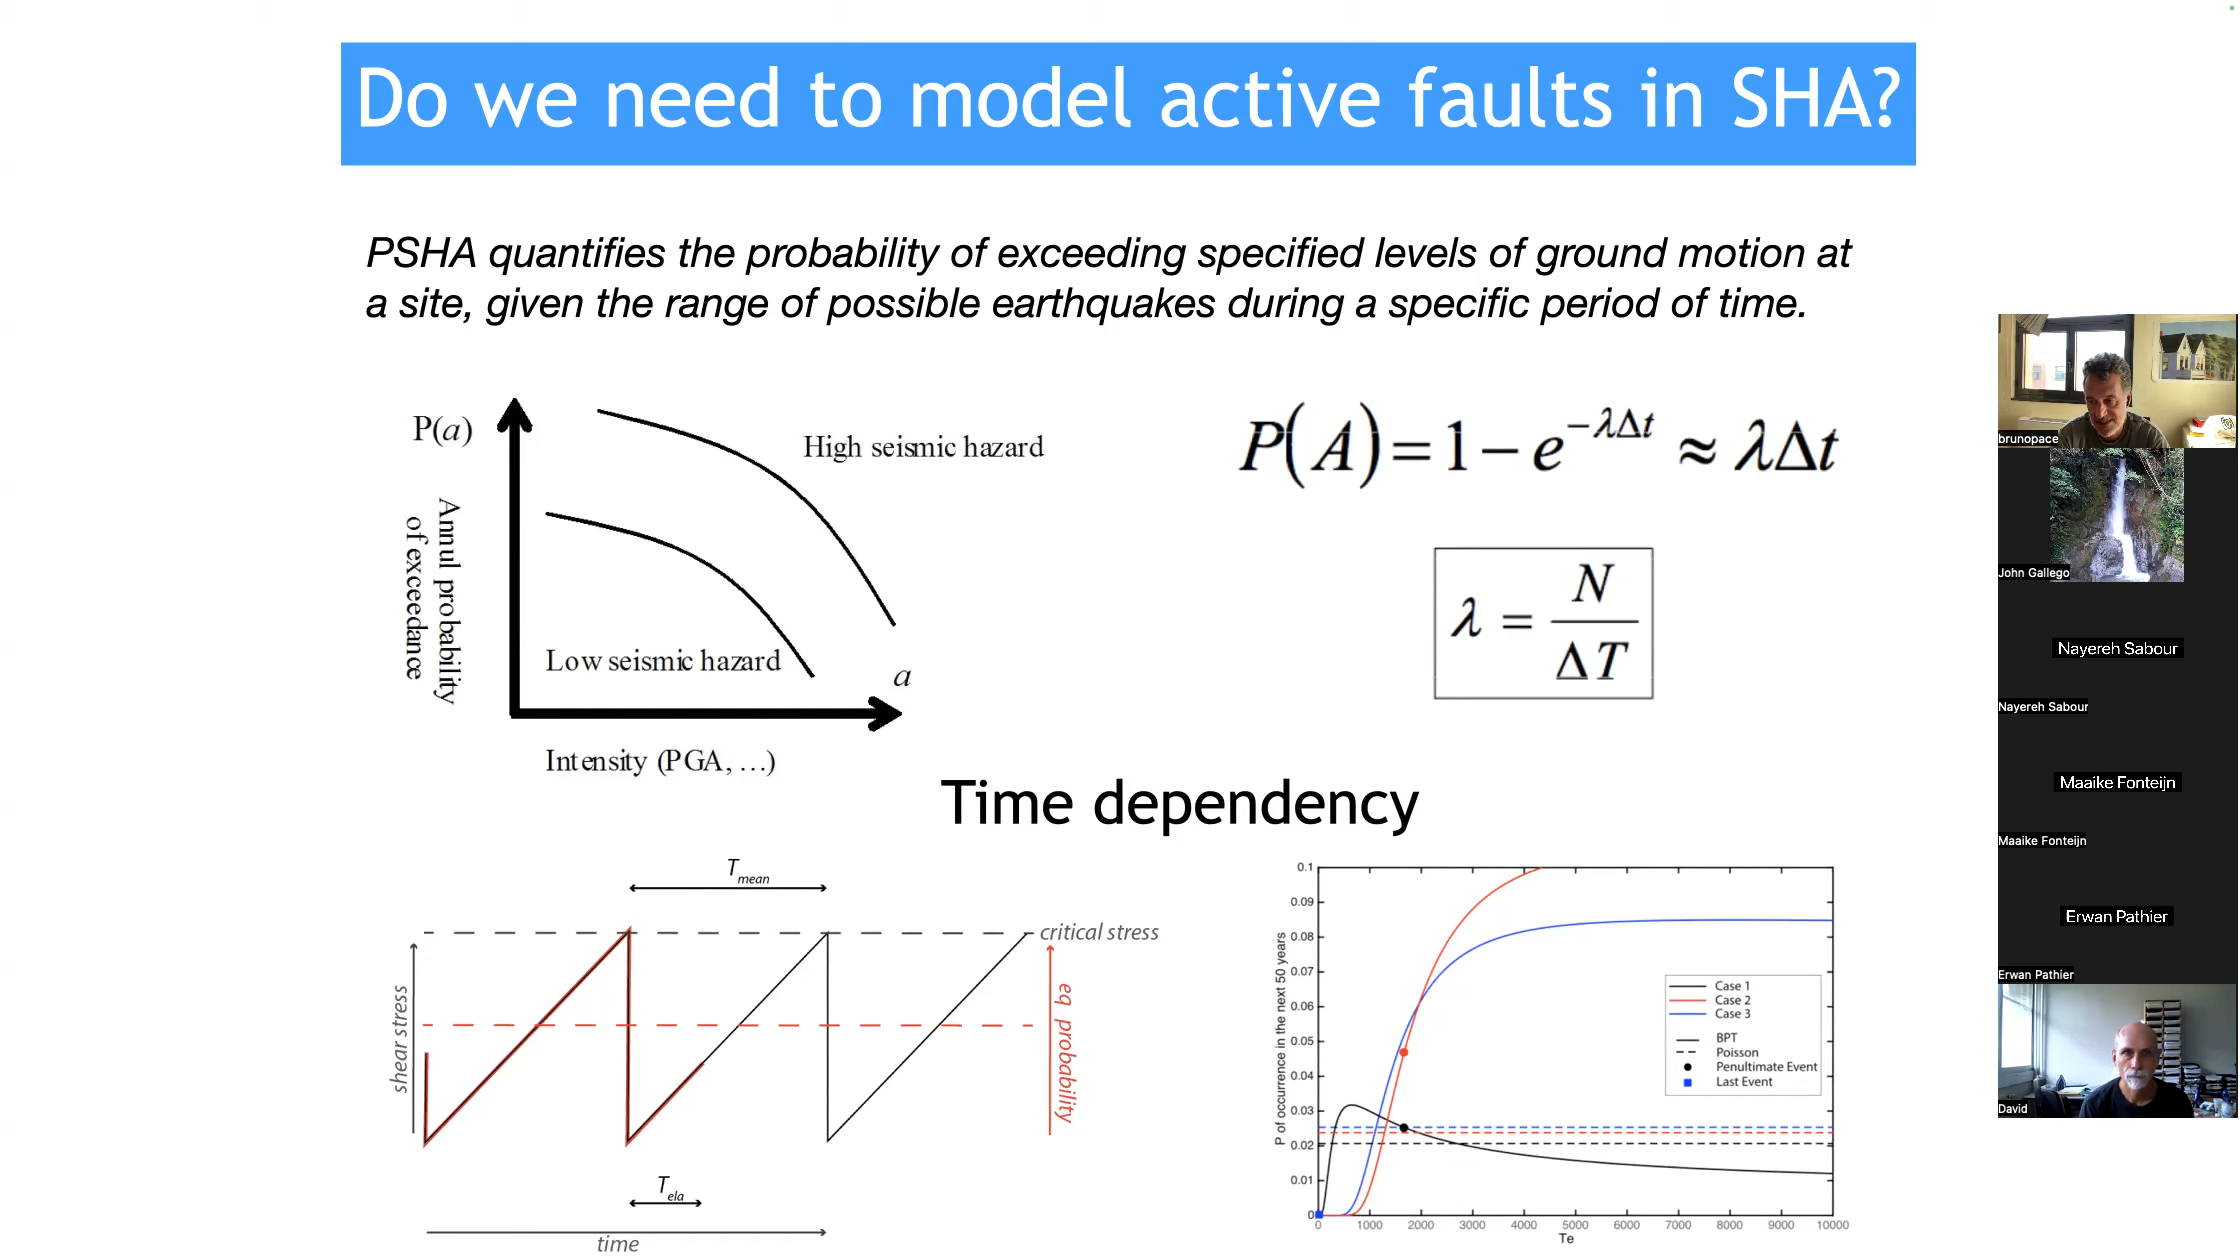 Do we need to model active faults in SHA?
PSHA quantifies the probability of exceeding specified levels of ground motion at
a site, given the range of possible earthquakes during a specific period of time.
P(a)
Annul probability
of exceedance
High seismic hazard
Low seismic hazard
a
Intensity (PGA, ...)
P(A) = 1 − e^−λΔt ≈ λΔt
λ = N / ΔT
Time dependency
T mean
critical stress
shear stress
eq probability
T ela
time
P of occurrence in the next 50 years
0.1
0.09
0.08
0.07
0.06
0.05
0.04
0.03
0.02
0.01
0
0 1000 2000 3000 4000 5000 6000 7000 8000 9000 10000
Te
Case 1
Case 2
Case 3
BPT
Poisson
Penultimate Event
Last Event
brunopace
John Gallego
Nayereh Sabour
Nayereh Sabour
Maaike Fonteijn
Maaike Fonteijn
Erwan Pathier
Erwan Pathier
David